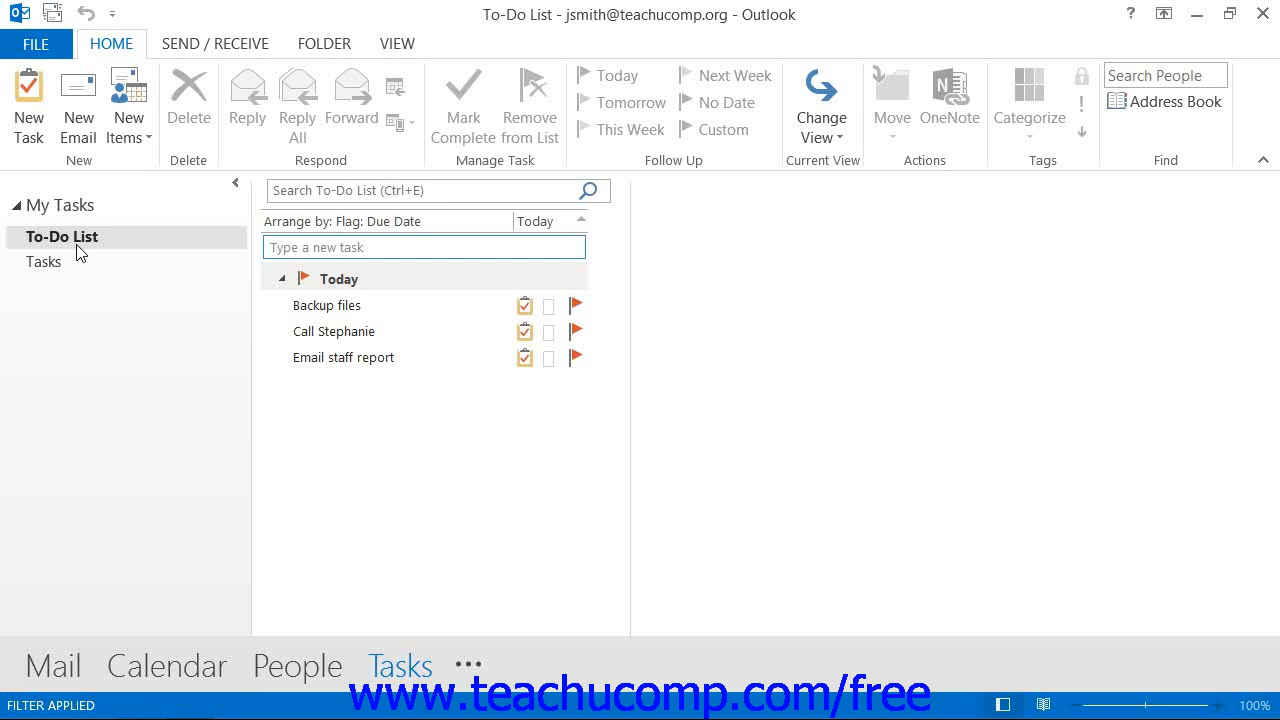 To-Do List - jsmith@teachucomp.org - Outlook
?
FILE HOME SEND / RECEIVE FOLDER VIEW
New Task
New Email
New Items
New
Delete
Delete
Reply
Reply All
Forward
Respond
Mark Complete
Remove from List
Manage Task
Today
Tomorrow
This Week
Next Week
No Date
Custom
Follow Up
Change View
Current View
Move
OneNote
Actions
Categorize
Tags
Search People
Address Book
Find
My Tasks
To-Do List
Tasks
Search To-Do List (Ctrl+E)
Arrange by: Flag: Due Date Today
Type a new task
Today
Backup files
Call Stephanie
Email staff report
Mail Calendar People Tasks •••
www.teachucomp.com/free
FILTER APPLIED 100%